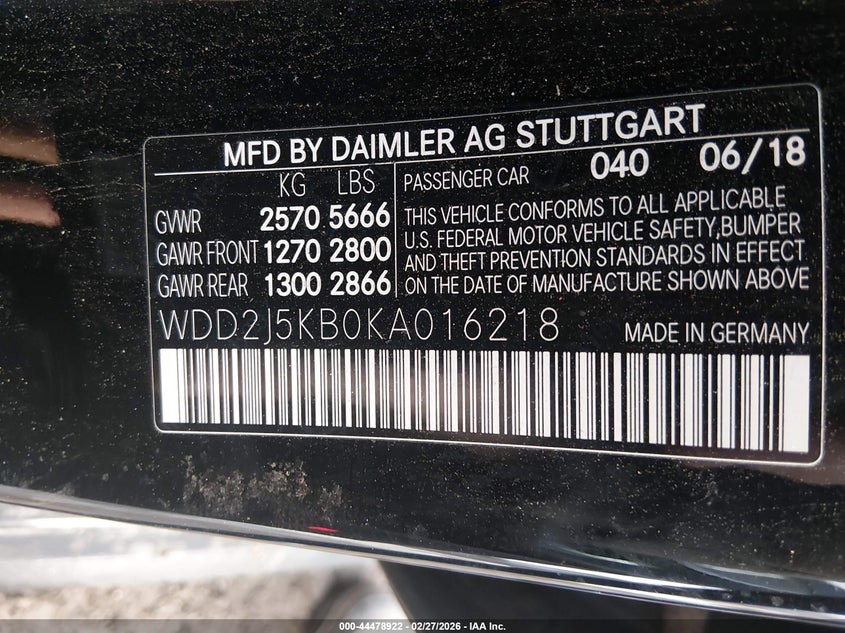 MFD BY DAIMLER AG STUTTGART
KG LBS PASSENGER CAR 040 06/18
GVWR 2570 5666
GAWR FRONT 1270 2800
GAWR REAR 1300 2866
THIS VEHICLE CONFORMS TO ALL APPLICABLE
U.S. FEDERAL MOTOR VEHICLE SAFETY,BUMPER
AND THEFT PREVENTION STANDARDS IN EFFECT
ON THE DATE OF MANUFACTURE SHOWN ABOVE
WDD2J5KB0KA016218 MADE IN GERMANY
000-44478922 - 02/27/2026 - IAA Inc.